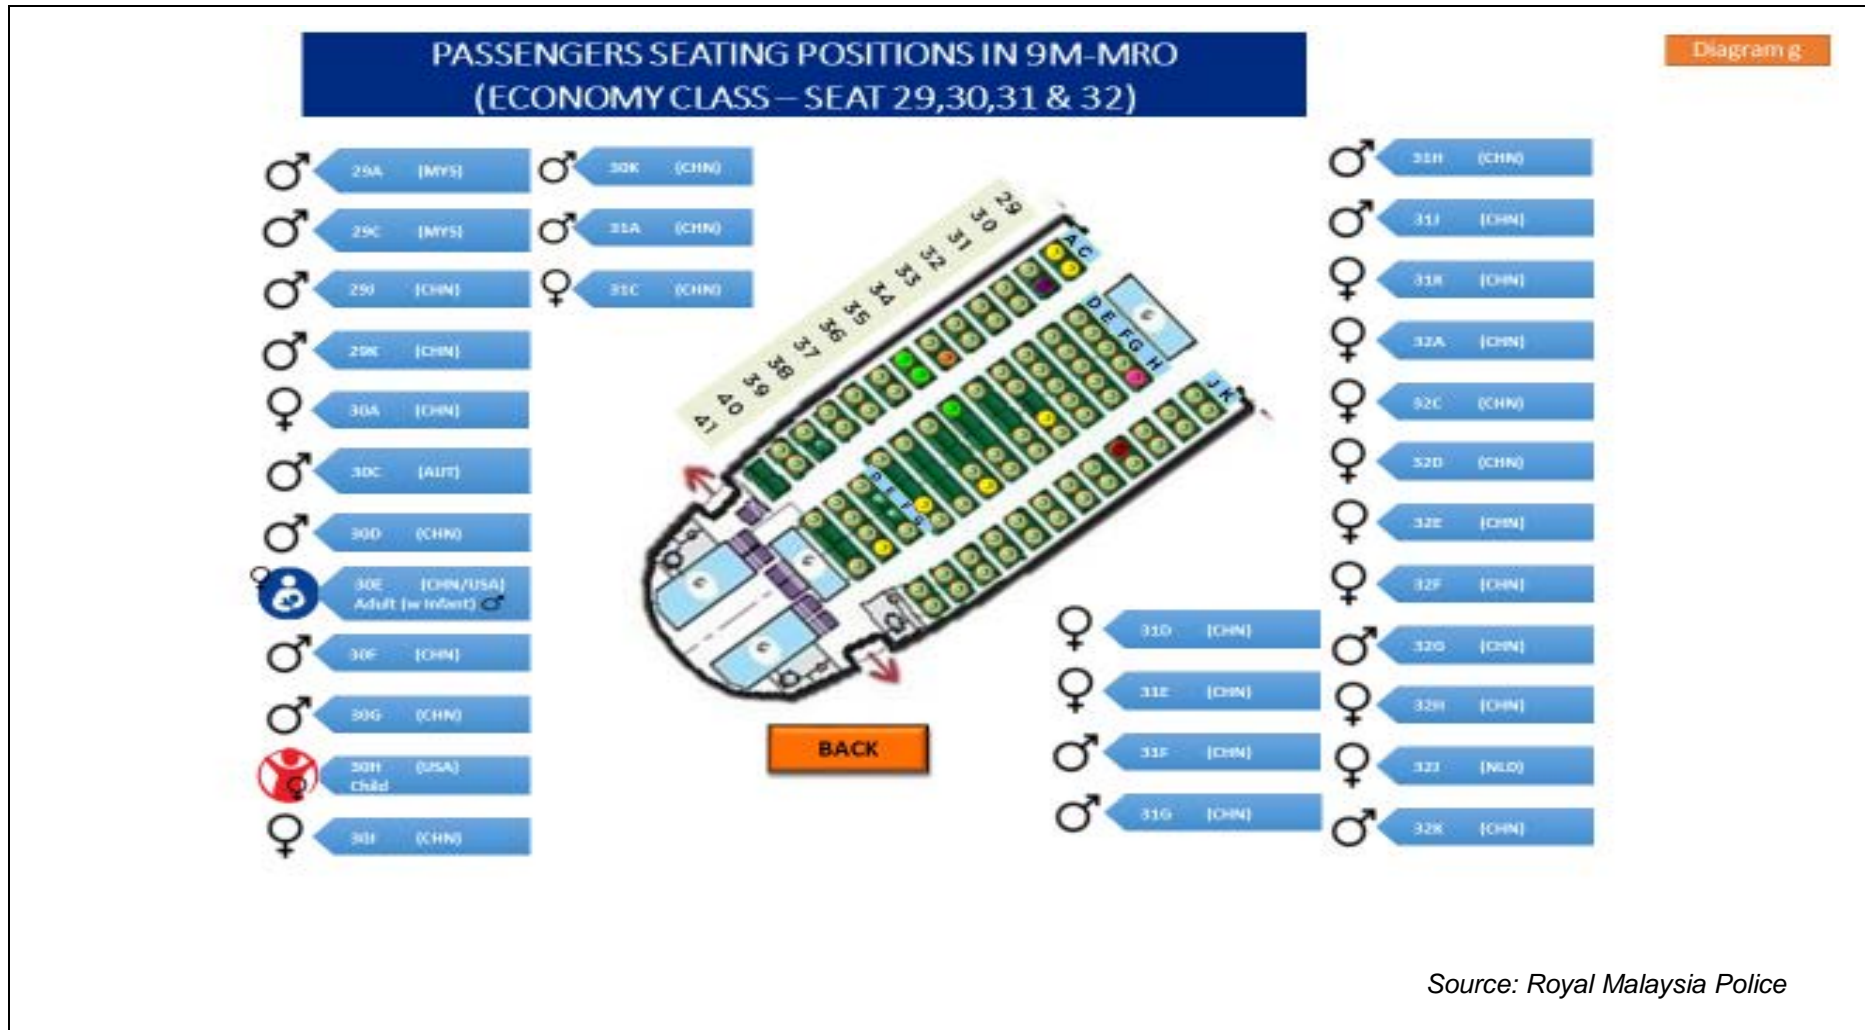 PASSENGERS SEATING POSITIONS IN 9M-MRO
(ECONOMY CLASS – SEAT 29,30,31 & 32)
Diagram g
29A (MYS)
29C (MYS)
29J (CHN)
29K (CHN)
30A (CHN)
30C (AUT)
30D (CHN)
30E (CHN/USA)
Adult (w Infant)
30F (CHN)
30G (CHN)
30H (USA)
Child
30J (CHN)
30K (CHN)
31A (CHN)
31C (CHN)
29
30
31
32
33
34
35
36
37
38
39
40
41
A C
D E F G H
J K
D E F G
BACK
31D (CHN)
31E (CHN)
31F (CHN)
31G (CHN)
31H (CHN)
31J (CHN)
31K (CHN)
32A (CHN)
32C (CHN)
32D (CHN)
32E (CHN)
32F (CHN)
32G (CHN)
32H (CHN)
32J (NLD)
32K (CHN)
Source: Royal Malaysia Police